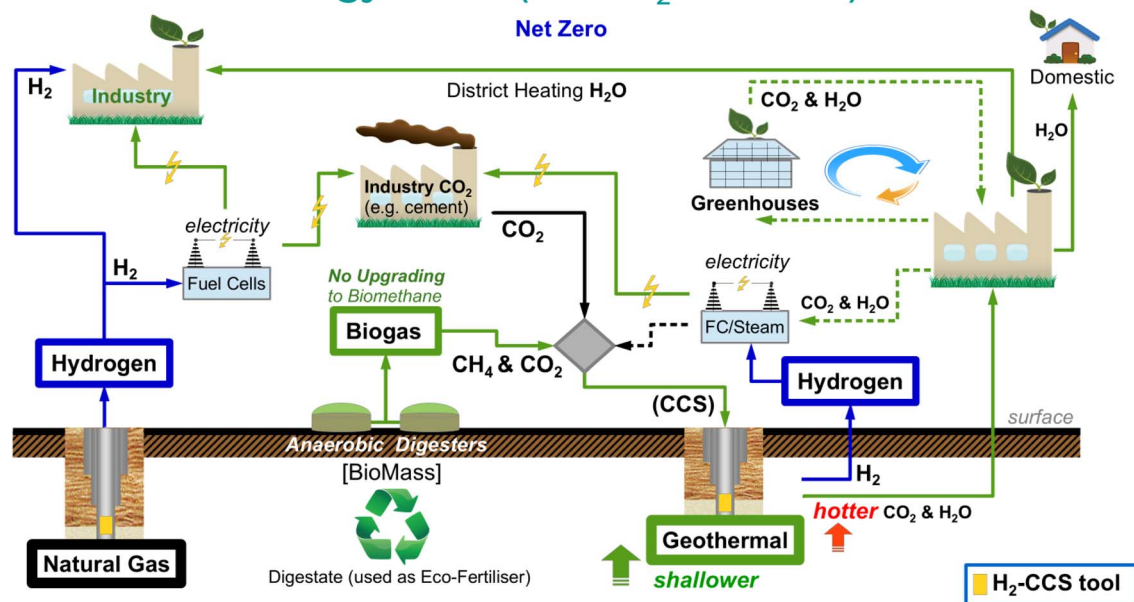 Net Zero
H₂
Industry
District Heating H₂O
CO₂ & H₂O
Domestic
H₂O
Industry CO₂
(e.g. cement)
CO₂
Greenhouses
electricity
Fuel Cells
H₂
No Upgrading
to Biomethane
Biogas
CH₄ & CO₂
electricity
FC/Steam
CO₂ & H₂O
Hydrogen
Hydrogen
(CCS)
surface
Anaerobic Digesters
[BioMass]
H₂
hotter CO₂ & H₂O
Natural Gas
Geothermal
Digestate (used as Eco-Fertiliser)
shallower
H₂-CCS tool